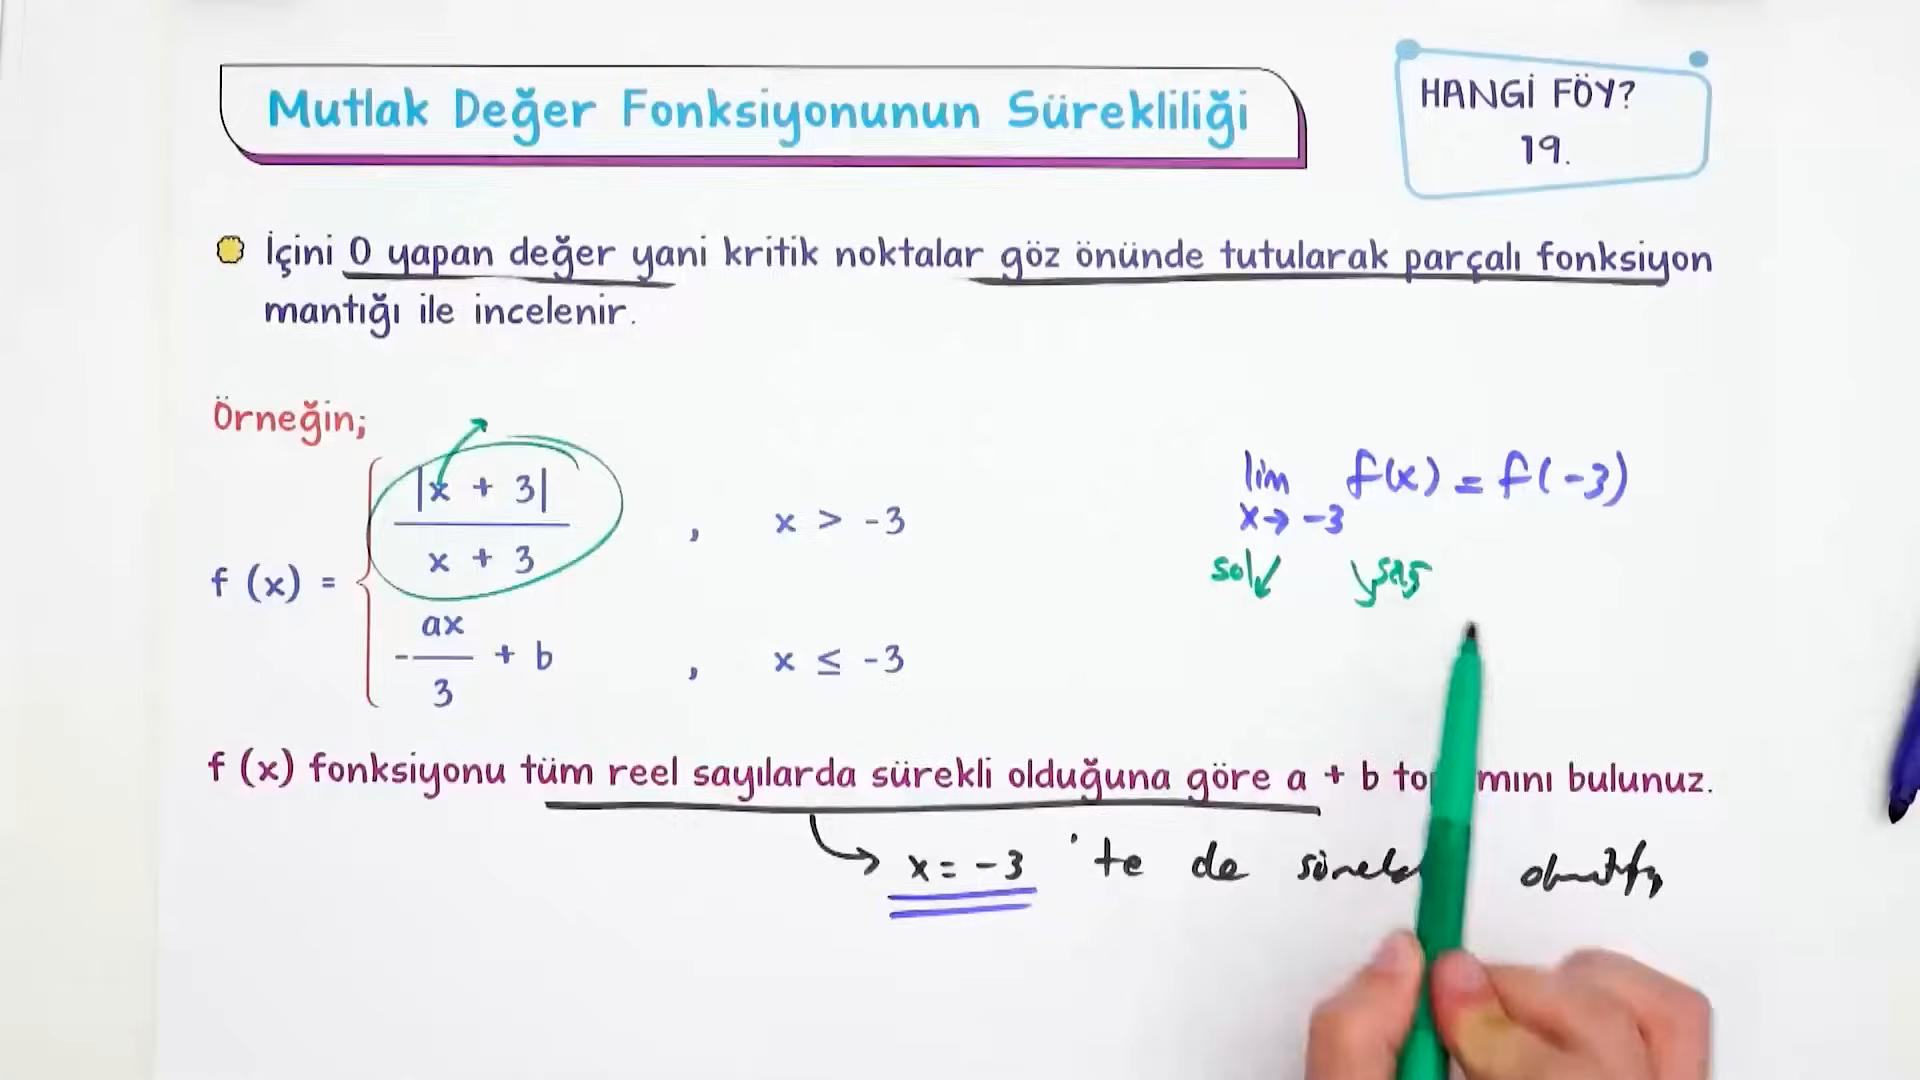 Mutlak Değer Fonksiyonunun Sürekliliği
HANGİ FÖY?
19.
İçini 0 yapan değer yani kritik noktalar göz önünde tutularak parçalı fonksiyon
mantığı ile incelenir.
Örneğin;
|x + 3|
x + 3
, x > -3
f (x) =
- ax
3
+ b
, x ≤ -3
lim f(x) = f(-3)
x→ -3
sol sağ
f (x) fonksiyonu tüm reel sayılarda sürekli olduğuna göre a + b to mını bulunuz.
x = -3 'te de